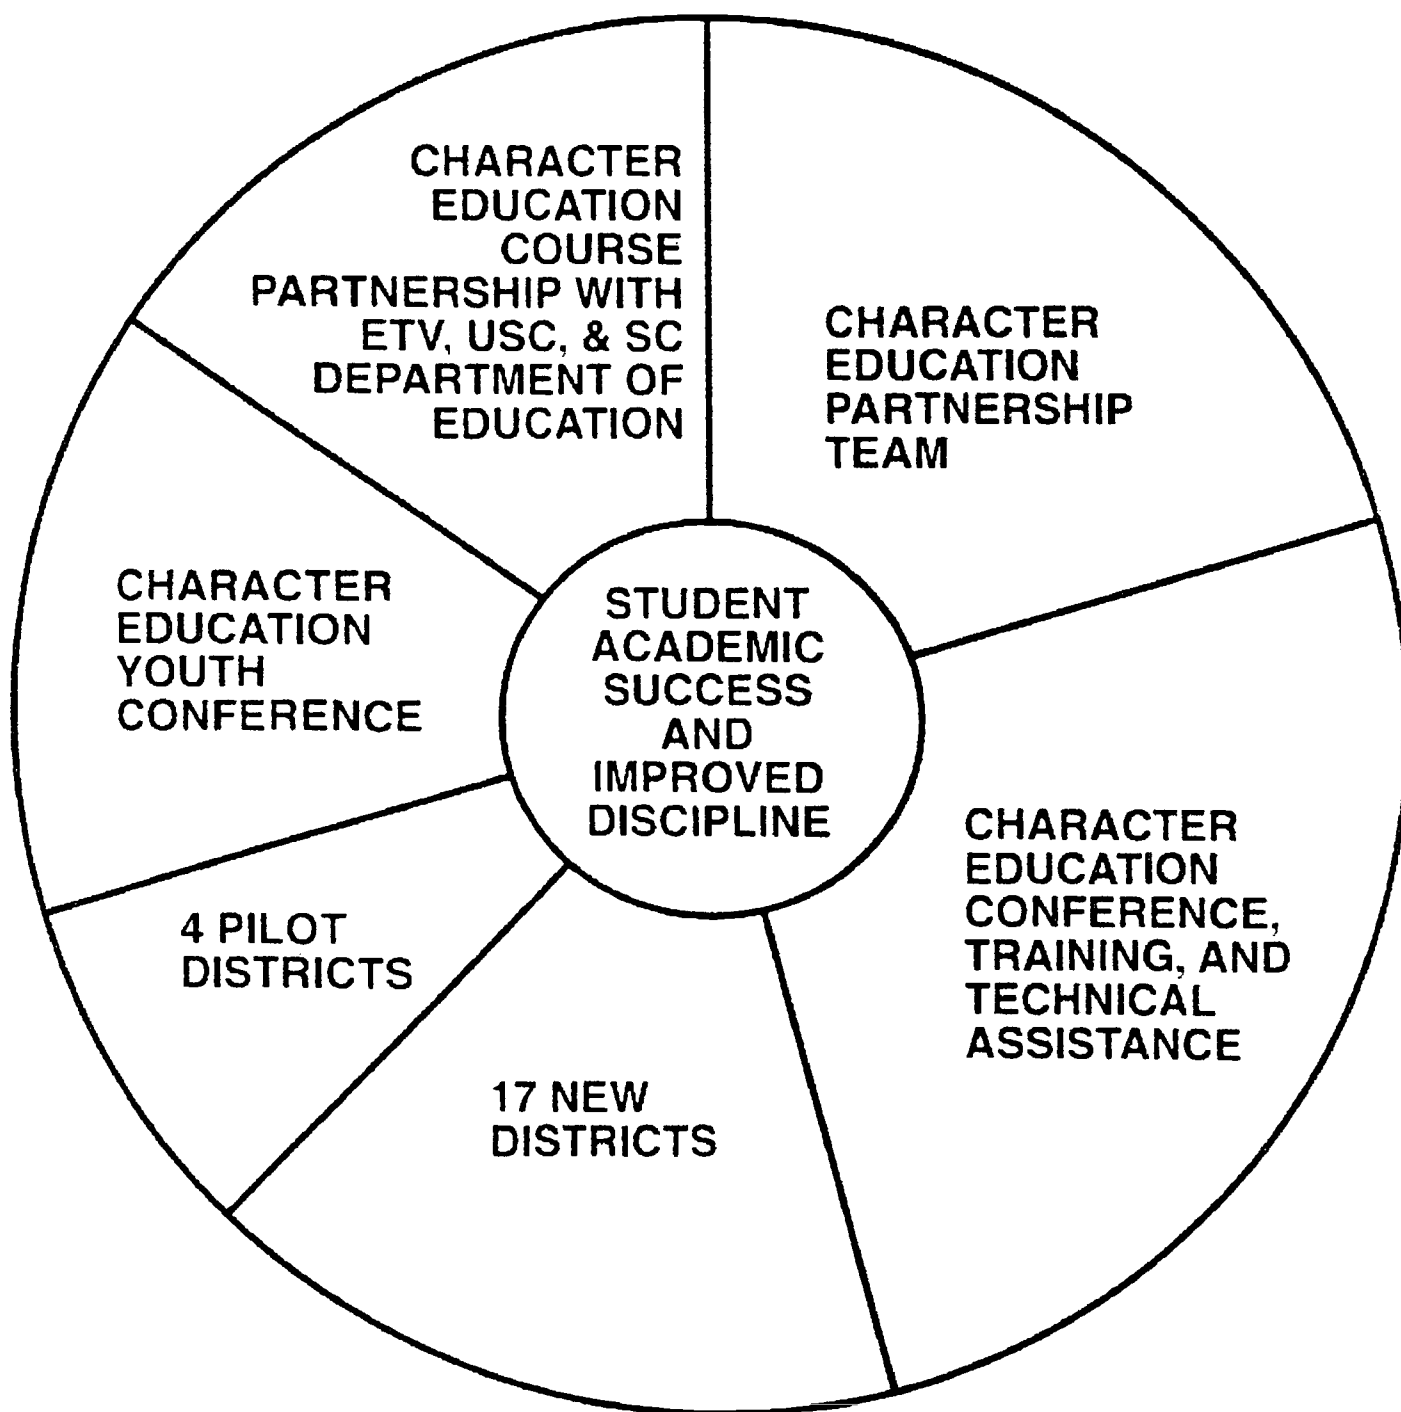 CHARACTER
EDUCATION
COURSE
PARTNERSHIP WITH
ETV, USC, & SC
DEPARTMENT OF
EDUCATION
CHARACTER
EDUCATION
PARTNERSHIP
TEAM
CHARACTER
EDUCATION
YOUTH
CONFERENCE
STUDENT
ACADEMIC
SUCCESS
AND
IMPROVED
DISCIPLINE
CHARACTER
EDUCATION
CONFERENCE,
TRAINING, AND
TECHNICAL
ASSISTANCE
4 PILOT
DISTRICTS
17 NEW
DISTRICTS